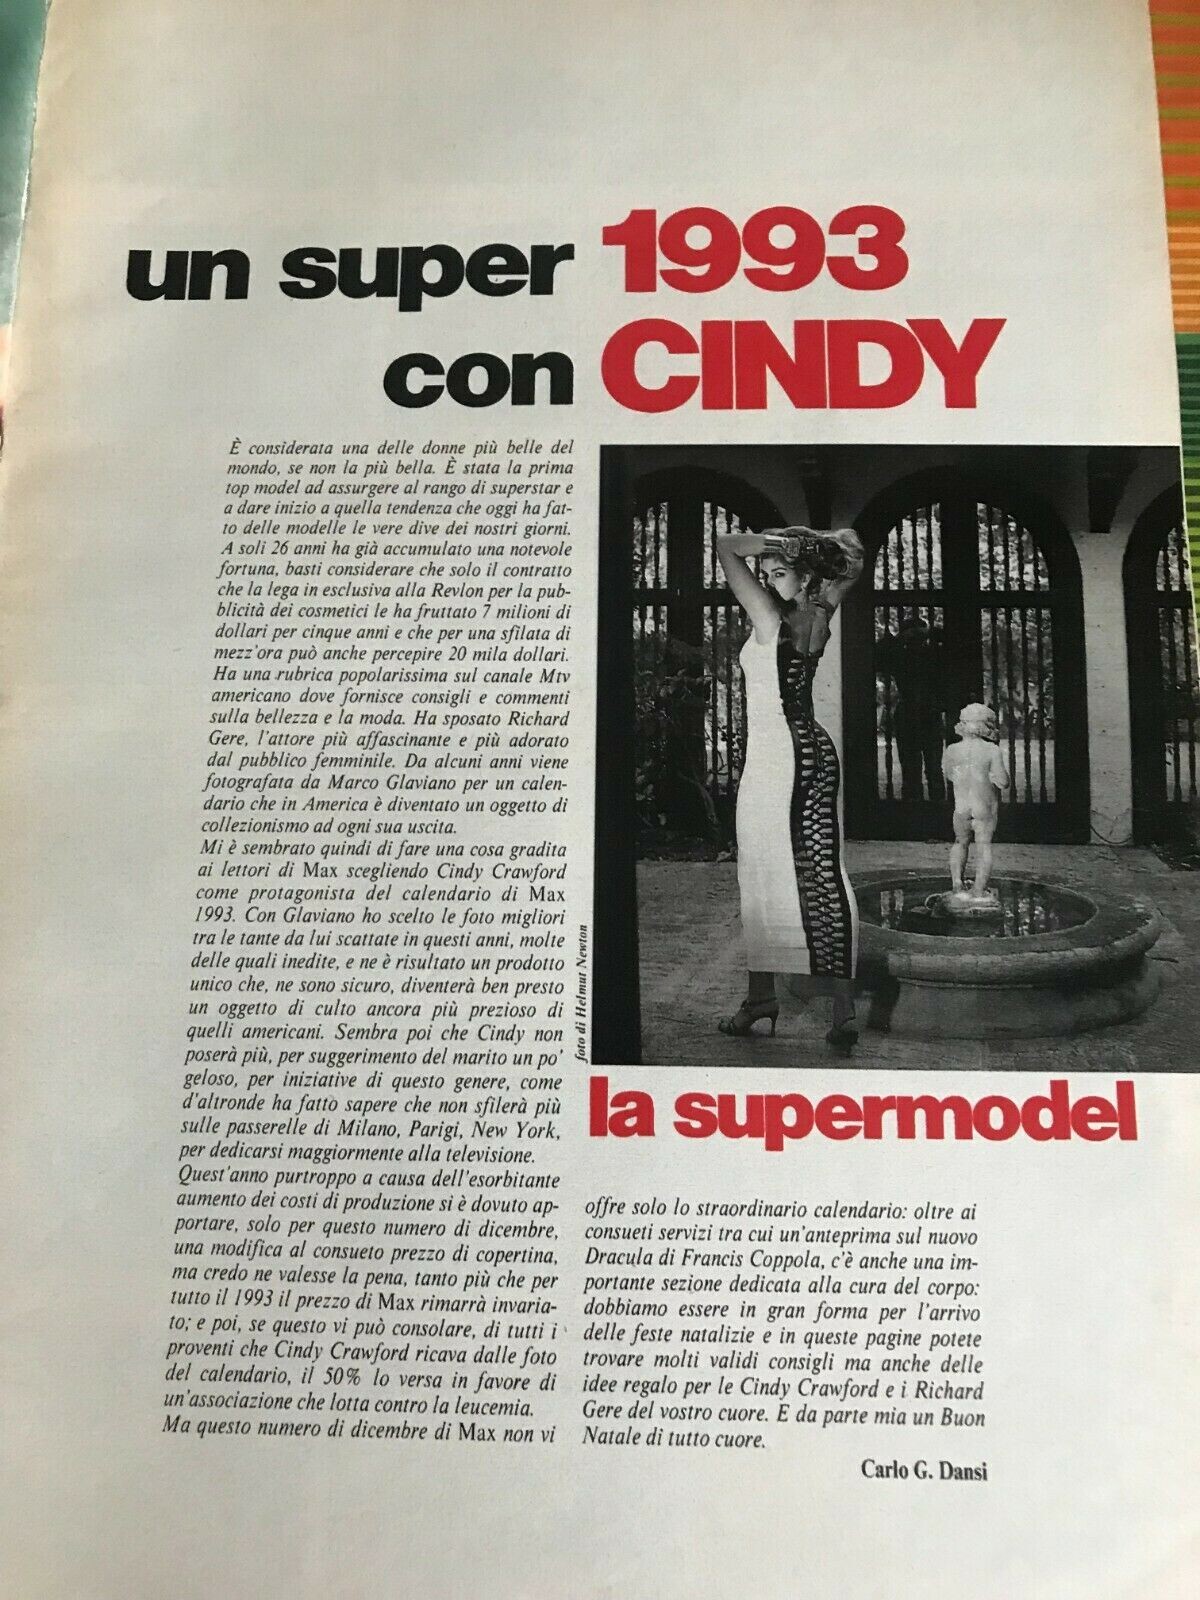 un super 1993
con CINDY
È considerata una delle donne più belle del
mondo, se non la più bella. È stata la prima
top model ad assurgere al rango di superstar e
a dare inizio a quella tendenza che oggi ha fat-
to delle modelle le vere dive dei nostri giorni.
A soli 26 anni ha già accumulato una notevole
fortuna, basti considerare che solo il contratto
che la lega in esclusiva alla Revlon per la pub-
blicità dei cosmetici le ha fruttato 7 milioni di
dollari per cinque anni e che per una sfilata di
mezz'ora può anche percepire 20 mila dollari.
Ha una rubrica popolarissima sul canale Mtv
americano dove fornisce consigli e commenti
sulla bellezza e la moda. Ha sposato Richard
Gere, l'attore più affascinante e più adorato
dal pubblico femminile. Da alcuni anni viene
fotografata da Marco Glaviano per un calen-
dario che in America è diventato un oggetto di
collezionismo ad ogni sua uscita.
Mi è sembrato quindi di fare una cosa gradita
ai lettori di Max scegliendo Cindy Crawford
come protagonista del calendario di Max
1993. Con Glaviano ho scelto le foto migliori
tra le tante da lui scattate in questi anni, molte
delle quali inedite, e ne è risultato un prodotto
unico che, ne sono sicuro, diventerà ben presto
un oggetto di culto ancora più prezioso di
quelli americani. Sembra poi che Cindy non
poserà più, per suggerimento del marito un po'
geloso, per iniziative di questo genere, come
d'altronde ha fatto sapere che non sfilerà più
sulle passerelle di Milano, Parigi, New York,
per dedicarsi maggiormente alla televisione.
Quest'anno purtroppo a causa dell'esorbitante
aumento dei costi di produzione si è dovuto ap-
portare, solo per questo numero di dicembre,
una modifica al consueto prezzo di copertina,
ma credo ne valesse la pena, tanto più che per
tutto il 1993 il prezzo di Max rimarrà invaria-
to; e poi, se questo vi può consolare, di tutti i
proventi che Cindy Crawford ricava dalle foto
del calendario, il 50% lo versa in favore di
un'associazione che lotta contro la leucemia.
Ma questo numero di dicembre di Max non vi
foto di Helmut Newton
la supermodel
offre solo lo straordinario calendario: oltre ai
consueti servizi tra cui un'anteprima sul nuovo
Dracula di Francis Coppola, c'è anche una im-
portante sezione dedicata alla cura del corpo:
dobbiamo essere in gran forma per l'arrivo
delle feste natalizie e in queste pagine potete
trovare molti validi consigli ma anche delle
idee regalo per le Cindy Crawford e i Richard
Gere del vostro cuore. E da parte mia un Buon
Natale di tutto cuore.
Carlo G. Dansi